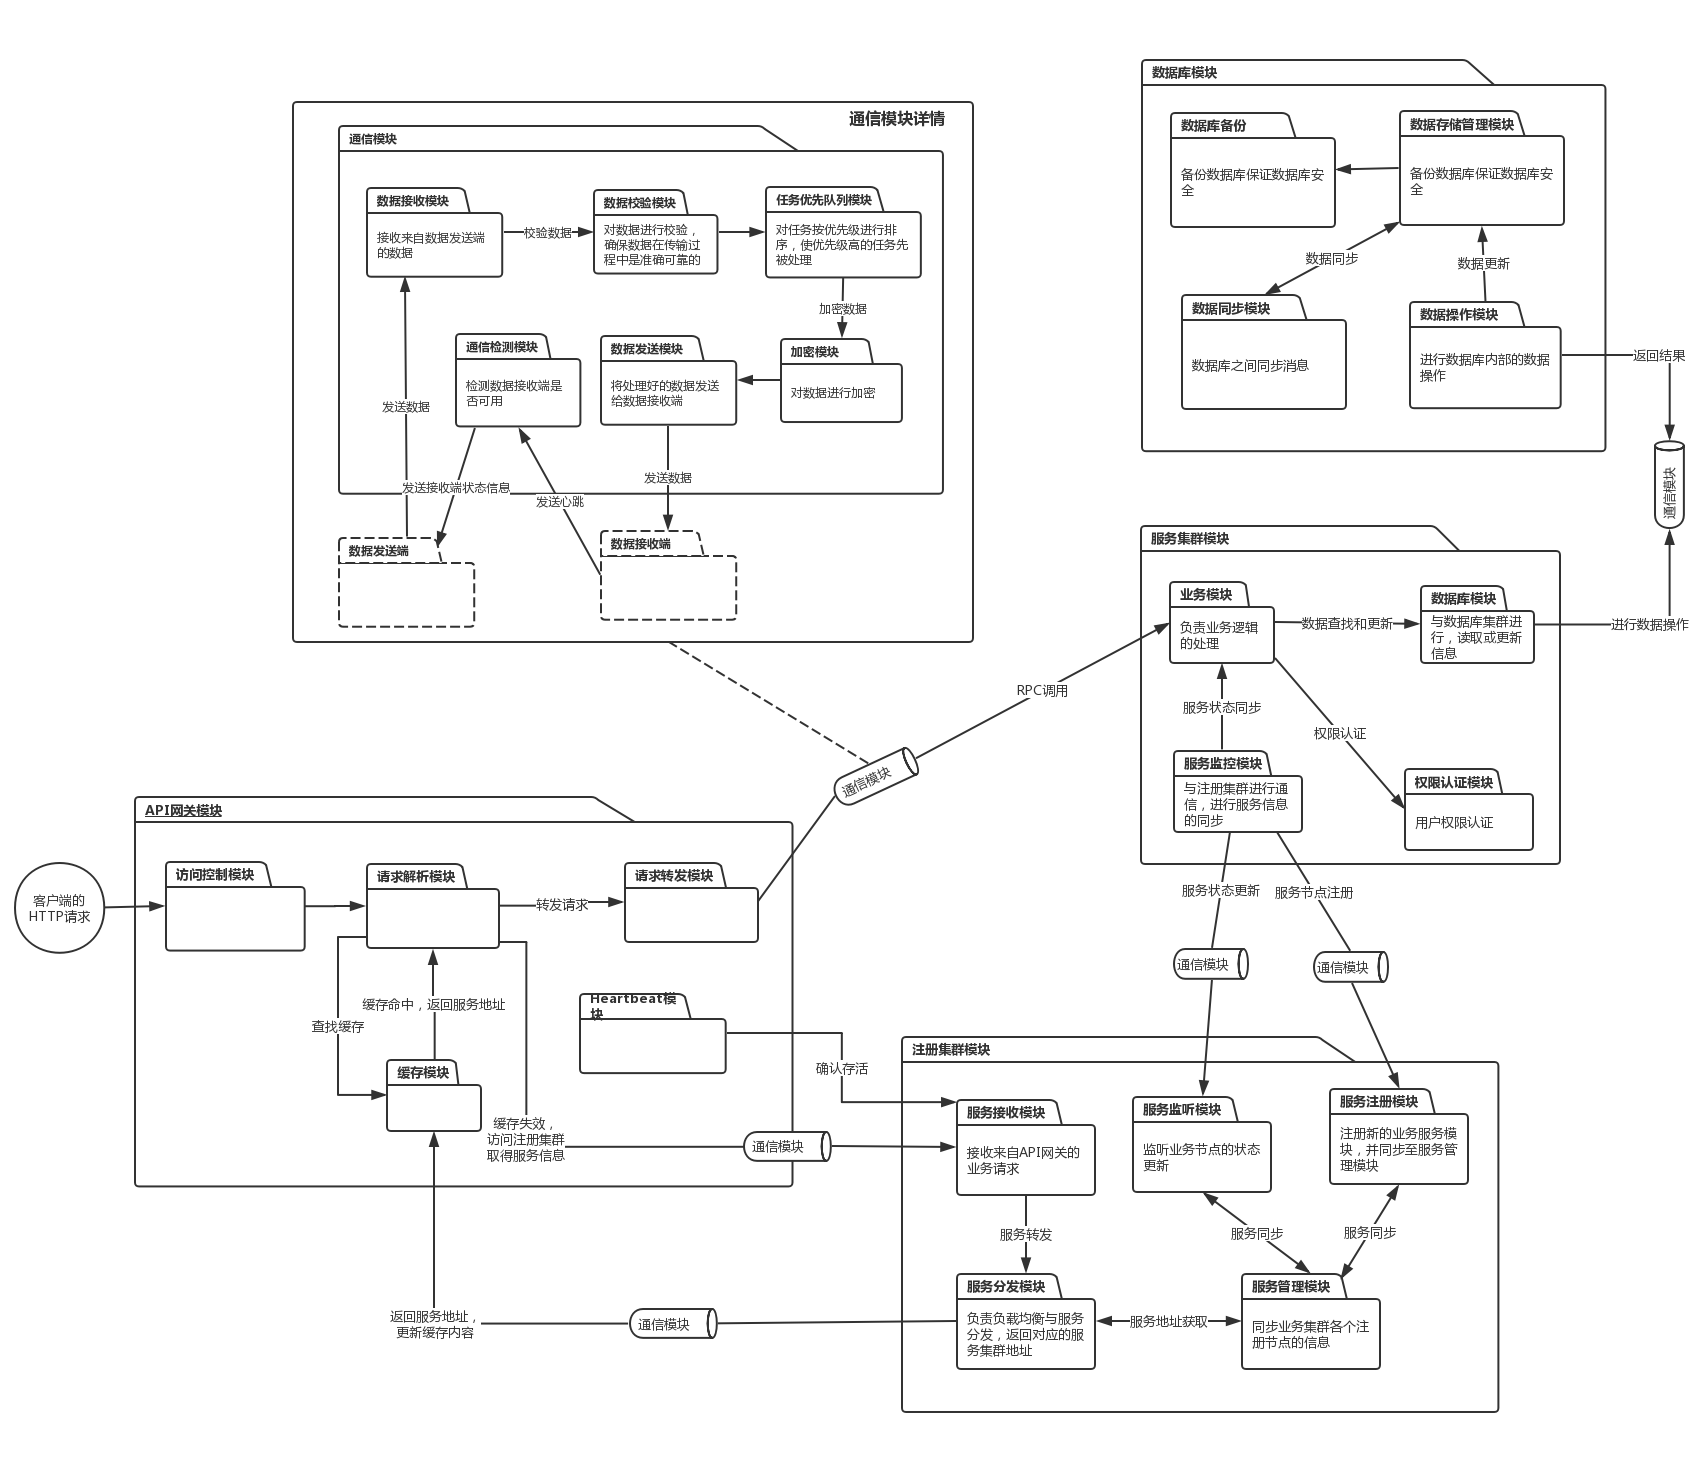 通信模块详情
通信模块
数据接收模块
接收来自数据发送端
的数据
校验数据
数据校验模块
对数据进行校验，
确保数据在传输过
程中是准确可靠的
任务优先队列模块
对任务按优先级进行排
序，使优先级高的任务先
被处理
加密数据
通信检测模块
检测数据接收端是
否可用
数据发送模块
将处理好的数据发送
给数据接收端
加密模块
对数据进行加密
发送数据
发送接收端状态信息
发送心跳
发送数据
数据发送端
数据接收端
数据库模块
数据库备份
备份数据库保证数据库安
全
数据存储管理模块
备份数据库保证数据库安
全
数据同步
数据更新
数据同步模块
数据库之间同步消息
数据操作模块
进行数据库内部的数据
操作
返回结果
通信模块
进行数据操作
服务集群模块
业务模块
负责业务逻辑
的处理
数据查找和更新
数据库模块
与数据库集群进
行，读取或更新
信息
服务状态同步
权限认证
服务监控模块
与注册集群进行通
信，进行服务信息
的同步
权限认证模块
用户权限认证
RPC调用
通信模块
服务状态更新
服务节点注册
通信模块
通信模块
API网关模块
客户端的
HTTP请求
访问控制模块
请求解析模块
转发请求
请求转发模块
缓存命中，返回服务地址
查找缓存
Heartbeat模
块
缓存模块
确认存活
缓存失效，
访问注册集群
取得服务信息
通信模块
返回服务地址，
更新缓存内容
通信模块
注册集群模块
服务接收模块
接收来自API网关的
业务请求
服务监听模块
监听业务节点的状态
更新
服务注册模块
注册新的业务服务模
块，并同步至服务管
理模块
服务转发
服务同步
服务同步
服务分发模块
负责负载均衡与服务
分发，返回对应的服
务集群地址
服务地址获取
服务管理模块
同步业务集群各个注
册节点的信息